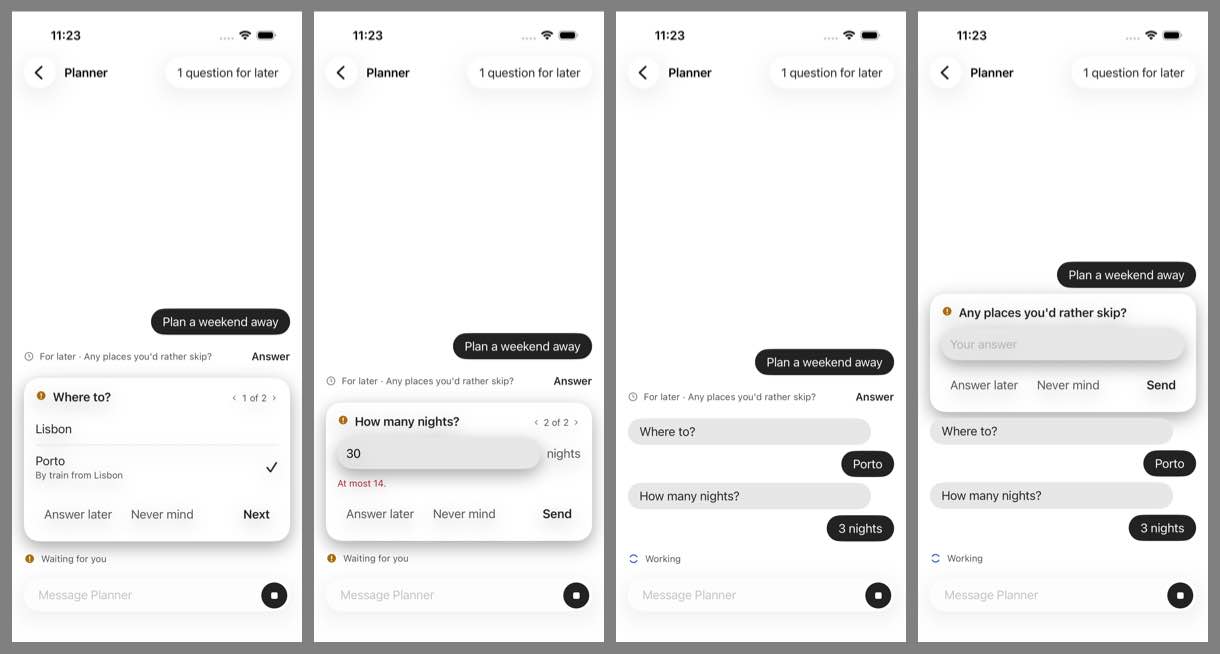 11:23
Planner
1 question for later
Plan a weekend away
For later · Any places you'd rather skip?
Answer
Where to?
1 of 2
Lisbon
Porto
By train from Lisbon
Answer later
Never mind
Next
Waiting for you
Message Planner
11:23
Planner
1 question for later
Plan a weekend away
For later · Any places you'd rather skip?
Answer
How many nights?
2 of 2
30
nights
At most 14.
Answer later
Never mind
Send
Waiting for you
Message Planner
11:23
Planner
1 question for later
Plan a weekend away
For later · Any places you'd rather skip?
Answer
Where to?
Porto
How many nights?
3 nights
Working
Message Planner
11:23
Planner
1 question for later
Plan a weekend away
Any places you'd rather skip?
Your answer
Answer later
Never mind
Send
Where to?
Porto
How many nights?
3 nights
Working
Message Planner